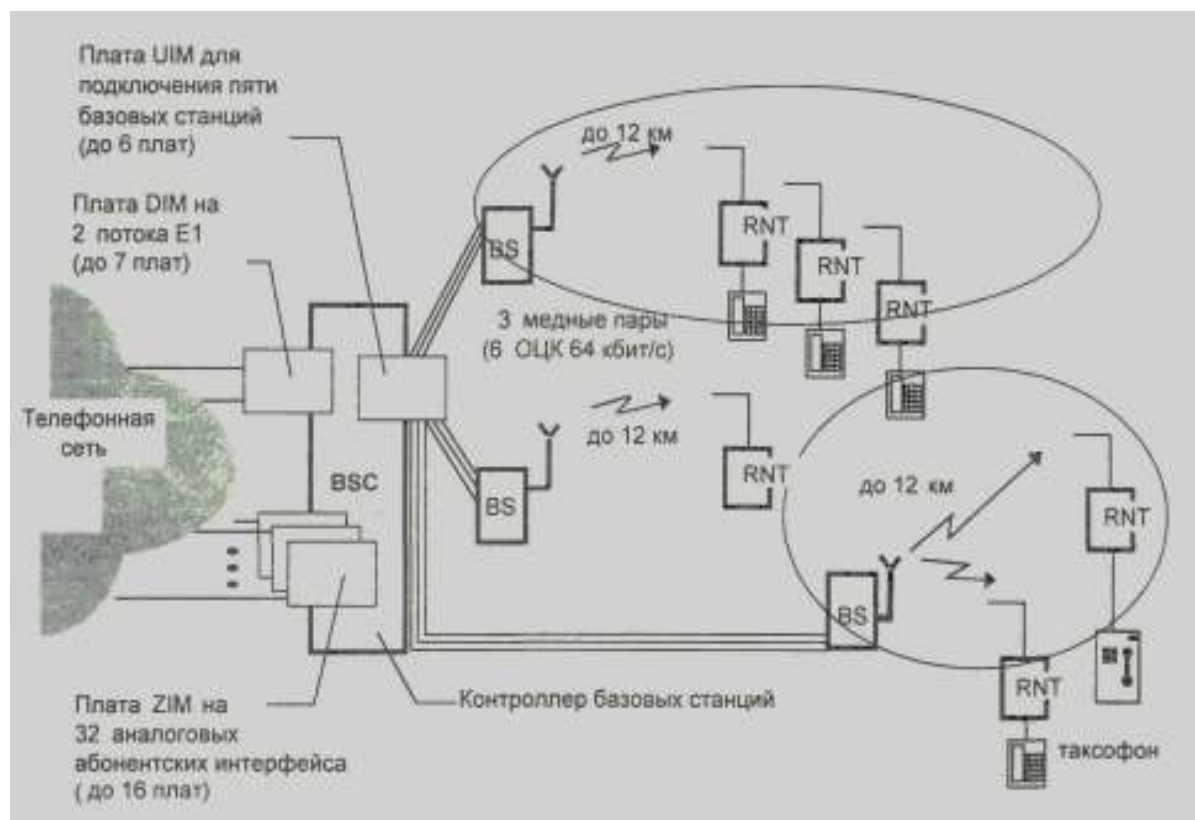 Плата UIM для
подключения пяти
базовых станций
(до 6 плат)
Плата DIM на
2 потока E1
(до 7 плат)
Телефонная
сеть
BSC
BS
до 12 км
RNT
RNT
RNT
3 медные пары
(6 ОЦК 64 кбит/с)
до 12 км
BS
RNT
до 12 км
RNT
BS
RNT
таксофон
Контроллер базовых станций
Плата ZIM на
32 аналоговых
абонентских интерфейса
( до 16 плат)